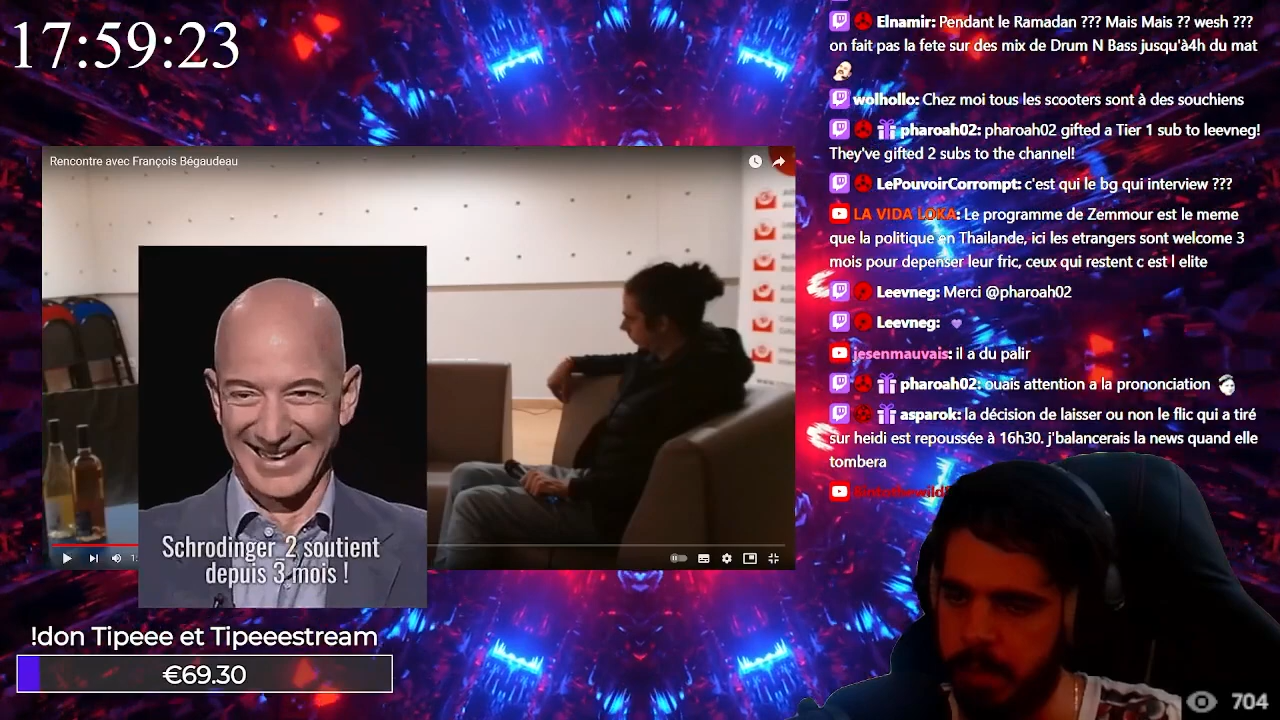 17:59:23
Rencontre avec François Bégaudeau
Schrodinger_2 soutient
depuis 3 mois !
!don Tipeee et Tipeeestream
€69.30
Elnamir: Pendant le Ramadan ??? Mais Mais ?? wesh ???
on fait pas la fete sur des mix de Drum N Bass jusqu'à4h du mat
wolhollo: Chez moi tous les scooters sont à des souchiens
pharoah02: pharoah02 gifted a Tier 1 sub to leevneg!
They've gifted 2 subs to the channel!
LePouvoirCorrompt: c'est qui le bg qui interview ???
LA VIDA LOKA: Le programme de Zemmour est le meme
que la politique en Thailande, ici les etrangers sont welcome 3
mois pour depenser leur fric, ceux qui restent c est l elite
Leevneg: Merci @pharoah02
Leevneg:
jesenmauvais: il a du palir
pharoah02: ouais attention a la prononciation
asparok: la décision de laisser ou non le flic qui a tiré
sur heidi est repoussée à 16h30. j'balancerais la news quand elle
tombera
704